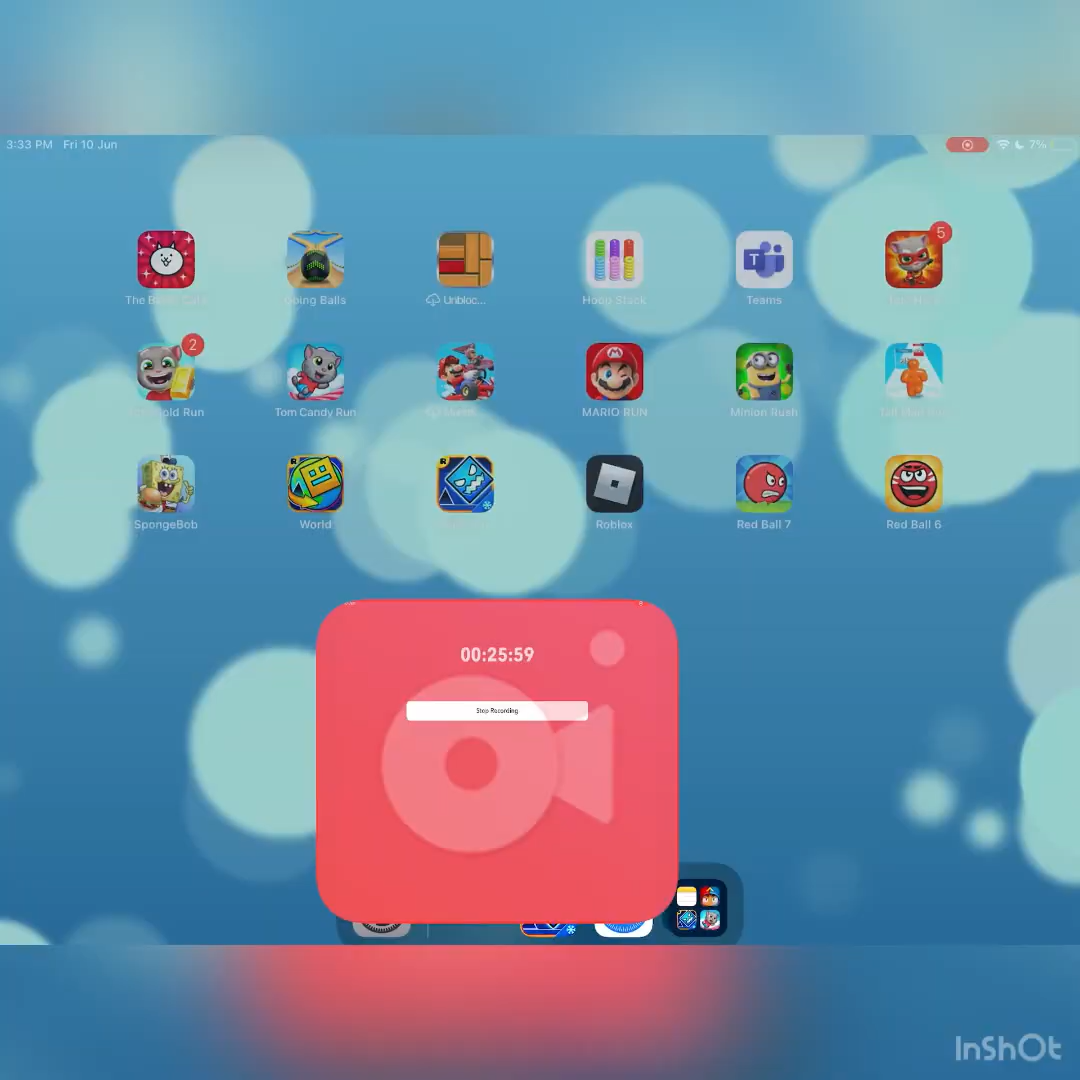 3:33 PM Fri 10 Jun
7%
5
Going Balls
Unbloc...
Hoop Stack
Teams
2
Tom Candy Run
MARIO RUN
Minion Rush
SpongeBob
World
Roblox
Red Ball 7
Red Ball 6
00:25:59
Stop Recording
InShOt